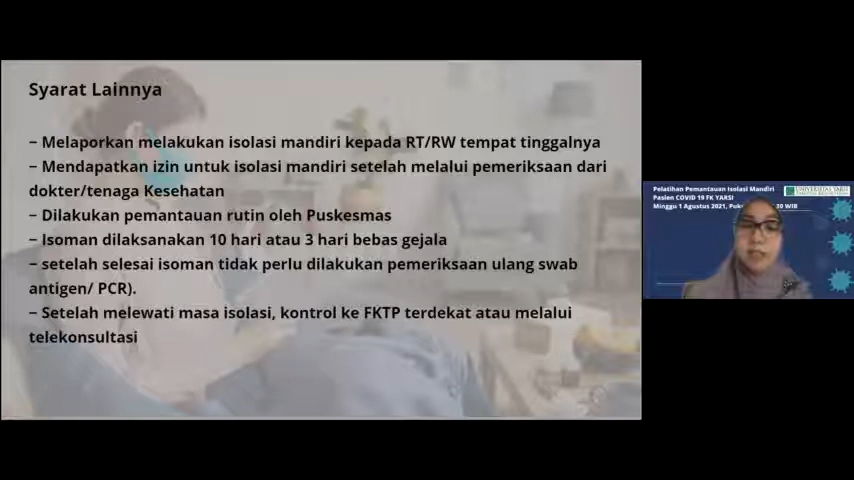 Syarat Lainnya
− Melaporkan melakukan isolasi mandiri kepada RT/RW tempat tinggalnya
− Mendapatkan izin untuk isolasi mandiri setelah melalui pemeriksaan dari
dokter/tenaga Kesehatan
− Dilakukan pemantauan rutin oleh Puskesmas
− Isoman dilaksanakan 10 hari atau 3 hari bebas gejala
− setelah selesai isoman tidak perlu dilakukan pemeriksaan ulang swab
antigen/ PCR).
− Setelah melewati masa isolasi, kontrol ke FKTP terdekat atau melalui
telekonsultasi
Pelatihan Pemantauan Isolasi Mandiri
Pasien COVID 19 FK YARSI
Minggu 1 Agustus 2021, 30 WIB
UNIVERSITAS YARSI